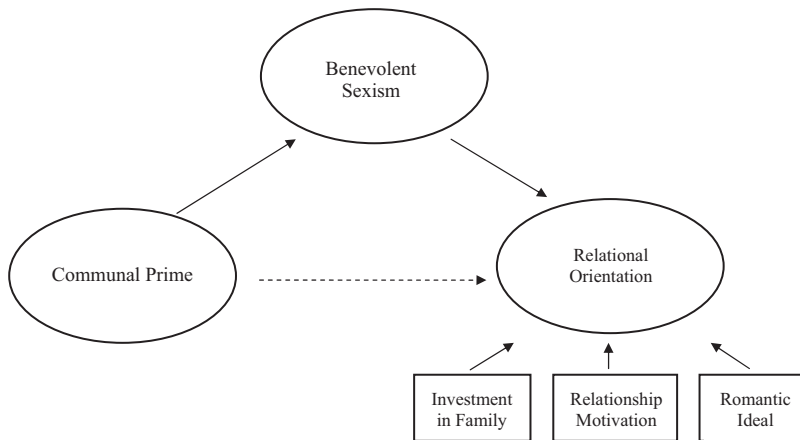 Benevolent
Sexism
Communal Prime
Relational
Orientation
Investment
in Family
Relationship
Motivation
Romantic
Ideal